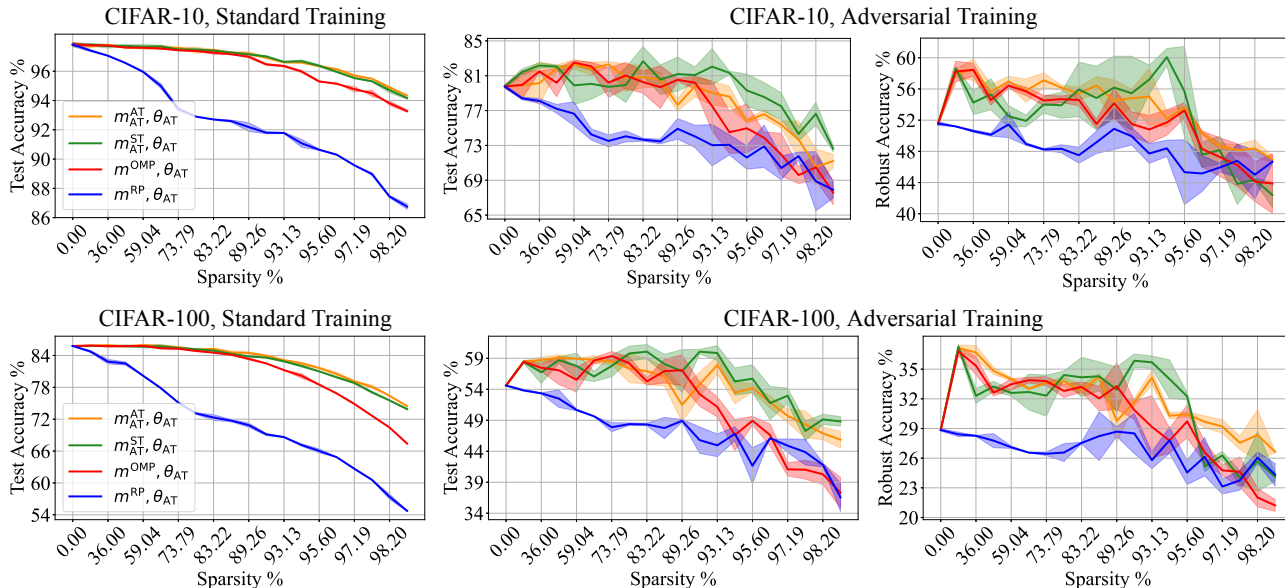 CIFAR-10, Standard Training
Test Accuracy %
96
94
92
90
88
86
m_AT^AT, θ_AT
m_AT^ST, θ_AT
m^OMP, θ_AT
m^RP, θ_AT
0.00 36.00 59.04 73.79 83.22 89.26 93.13 95.60 97.19 98.20
Sparsity %
CIFAR-10, Adversarial Training
Test Accuracy %
85
81
77
73
69
65
0.00 36.00 59.04 73.79 83.22 89.26 93.13 95.60 97.19 98.20
Sparsity %
Robust Accuracy %
60
56
52
48
44
40
0.00 36.00 59.04 73.79 83.22 89.26 93.13 95.60 97.19 98.20
Sparsity %
CIFAR-100, Standard Training
Test Accuracy %
84
78
72
66
60
54
m_AT^AT, θ_AT
m_AT^ST, θ_AT
m^OMP, θ_AT
m^RP, θ_AT
0.00 36.00 59.04 73.79 83.22 89.26 93.13 95.60 97.19 98.20
Sparsity %
CIFAR-100, Adversarial Training
Test Accuracy %
59
54
49
44
39
34
0.00 36.00 59.04 73.79 83.22 89.26 93.13 95.60 97.19 98.20
Sparsity %
Robust Accuracy %
35
32
29
26
23
20
0.00 36.00 59.04 73.79 83.22 89.26 93.13 95.60 97.19 98.20
Sparsity %